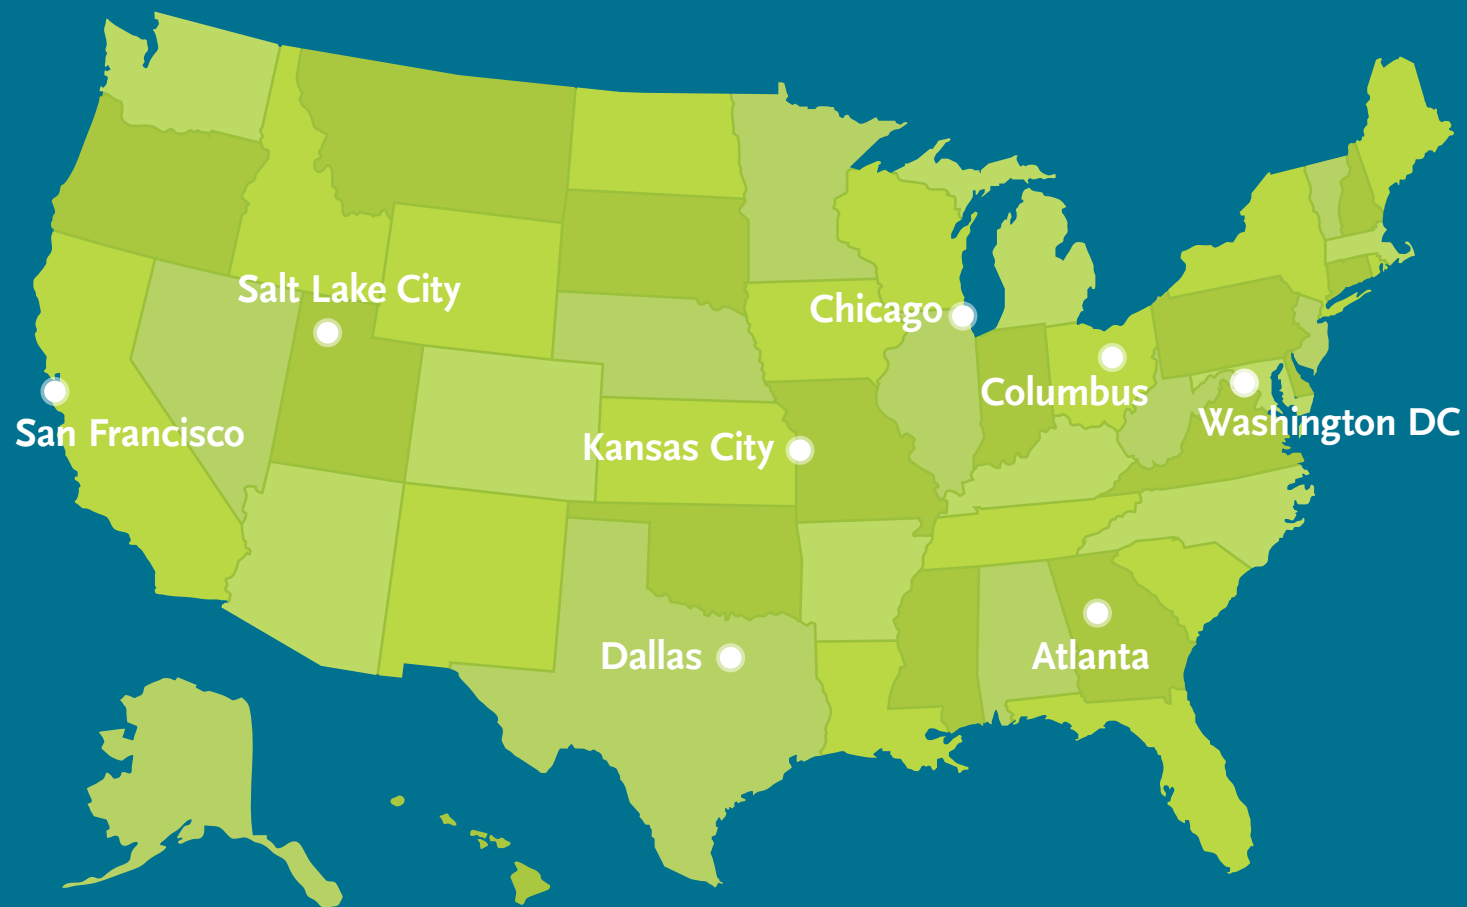 Salt Lake City
Chicago
Columbus
Washington DC
San Francisco
Kansas City
Dallas
Atlanta